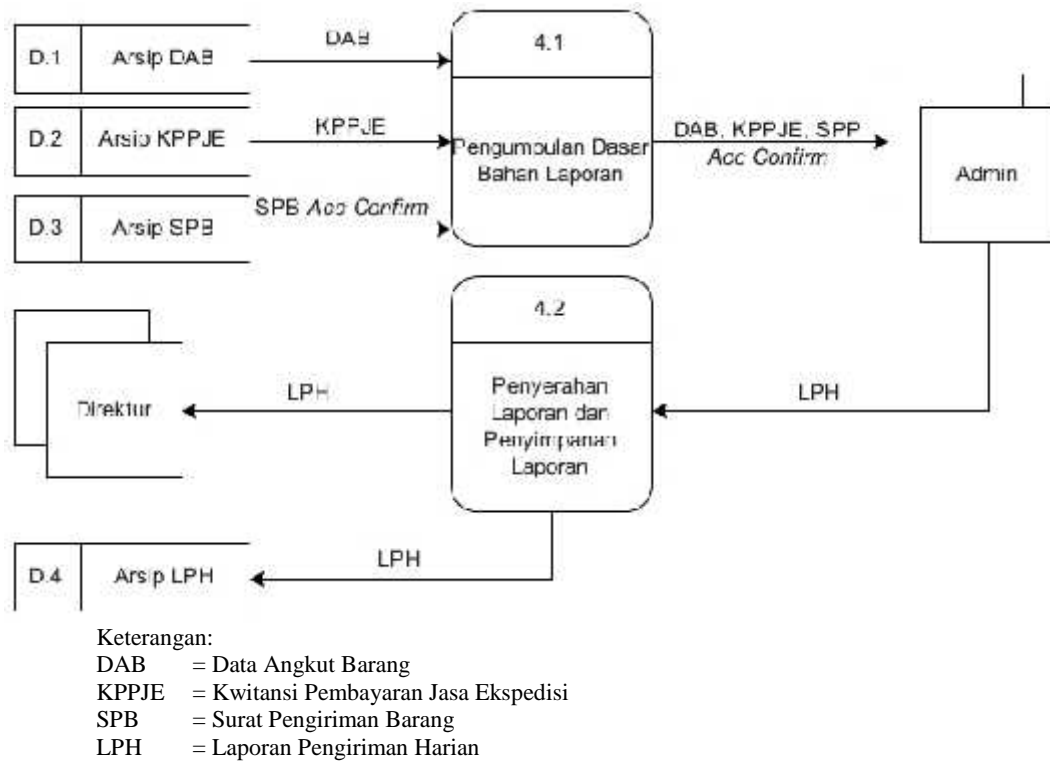 D.1 Arsip DAB
DAB
4.1
D.2 Arsip KPPJE
KPPJE
Pengumpulan Dasar
Bahan Laporan
DAB, KPPJE, SPP
Acc Confirm
Admin
D.3 Arsip SPB
SPB Acc Confirm
4.2
Direktur
LPH
Penyerahan
Laporan dan
Penyimpanan
Laporan
LPH
D.4 Arsip LPH
LPH
Keterangan:
DAB = Data Angkut Barang
KPPJE = Kwitansi Pembayaran Jasa Ekspedisi
SPB = Surat Pengiriman Barang
LPH = Laporan Pengiriman Harian